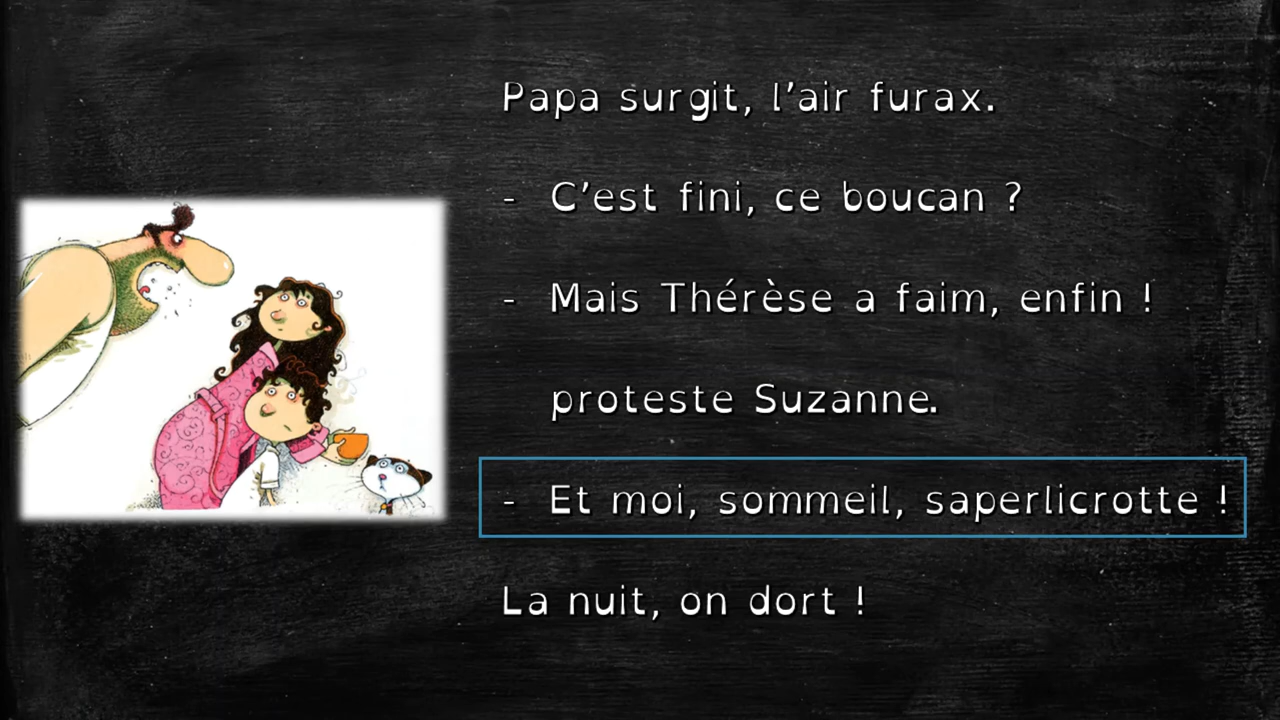 Papa surgit, l’air furax.
- C’est fini, ce boucan ?
- Mais Thérèse a faim, enfin !
proteste Suzanne.
- Et moi, sommeil, saperlicrotte !
La nuit, on dort !